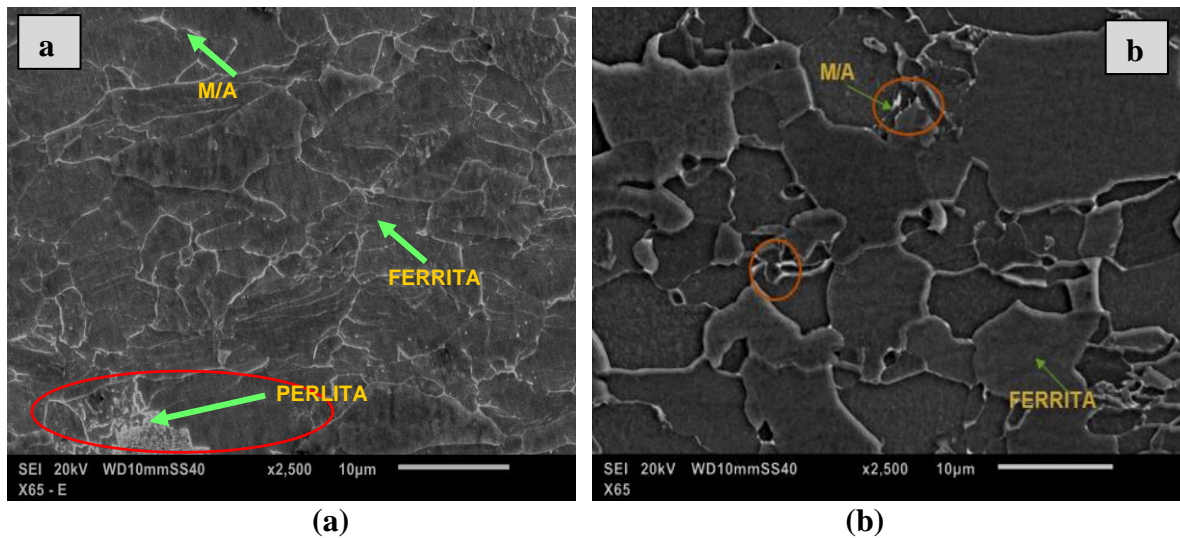 a
M/A
FERRITA
PERLITA
SEI 20kV WD10mmSS40 x2,500 10µm
X65 - E
(a)
b
M/A
FERRITA
SEI 20kV WD10mmSS40 x2,500 10µm
X65
(b)